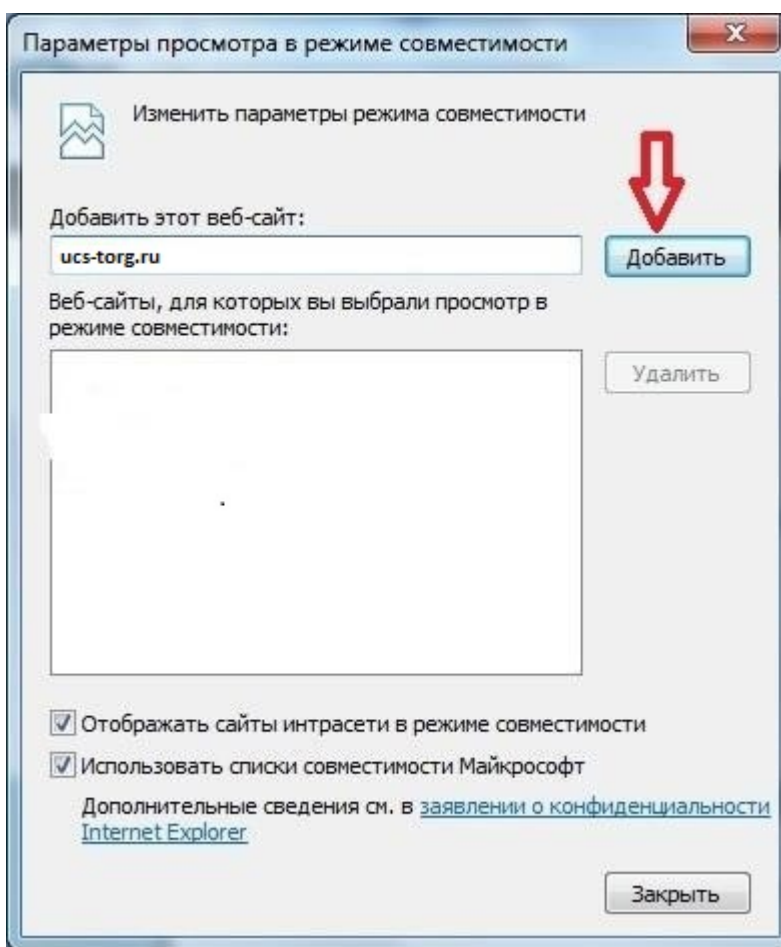 Параметры просмотра в режиме совместимости
Изменить параметры режима совместимости
Добавить этот веб-сайт:
ucs-torg.ru
Добавить
Веб-сайты, для которых вы выбрали просмотр в
режиме совместимости:
Удалить
Отображать сайты интрасети в режиме совместимости
Использовать списки совместимости Майкрософт
Дополнительные сведения см. в заявлении о конфиденциальности
Internet Explorer
Закрыть